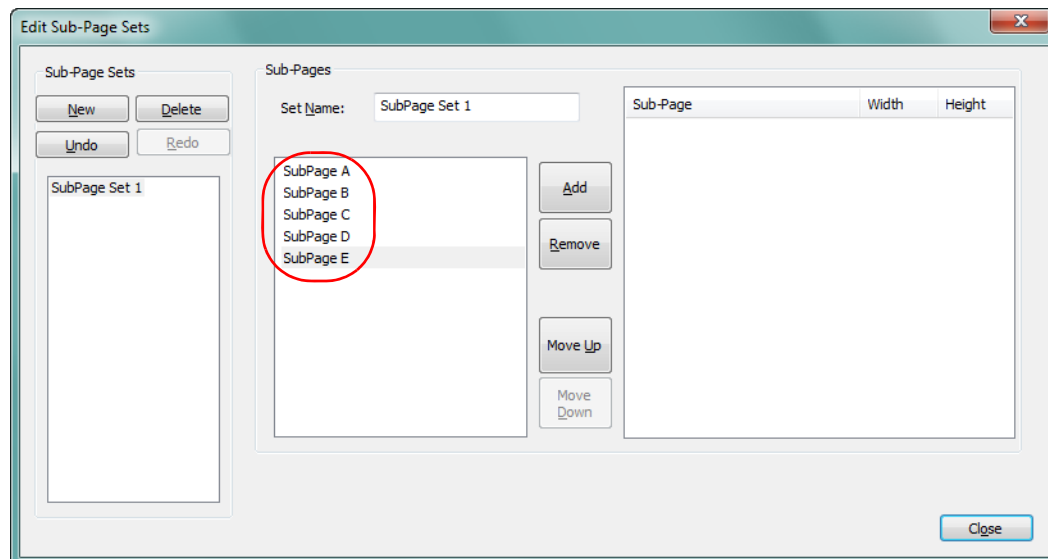 Edit Sub-Page Sets
Sub-Page Sets
New Delete
Undo Redo
SubPage Set 1
Sub-Pages
Set Name: SubPage Set 1
SubPage A
SubPage B
SubPage C
SubPage D
SubPage E
Add
Remove
Move Up
Move
Down
Sub-Page Width Height
Close